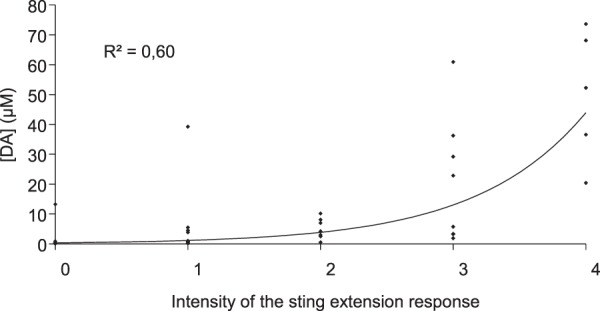 80
70
60
50
40
30
20
10
0
[DA] (µM)
R² = 0,60
0 1 2 3 4
Intensity of the sting extension response